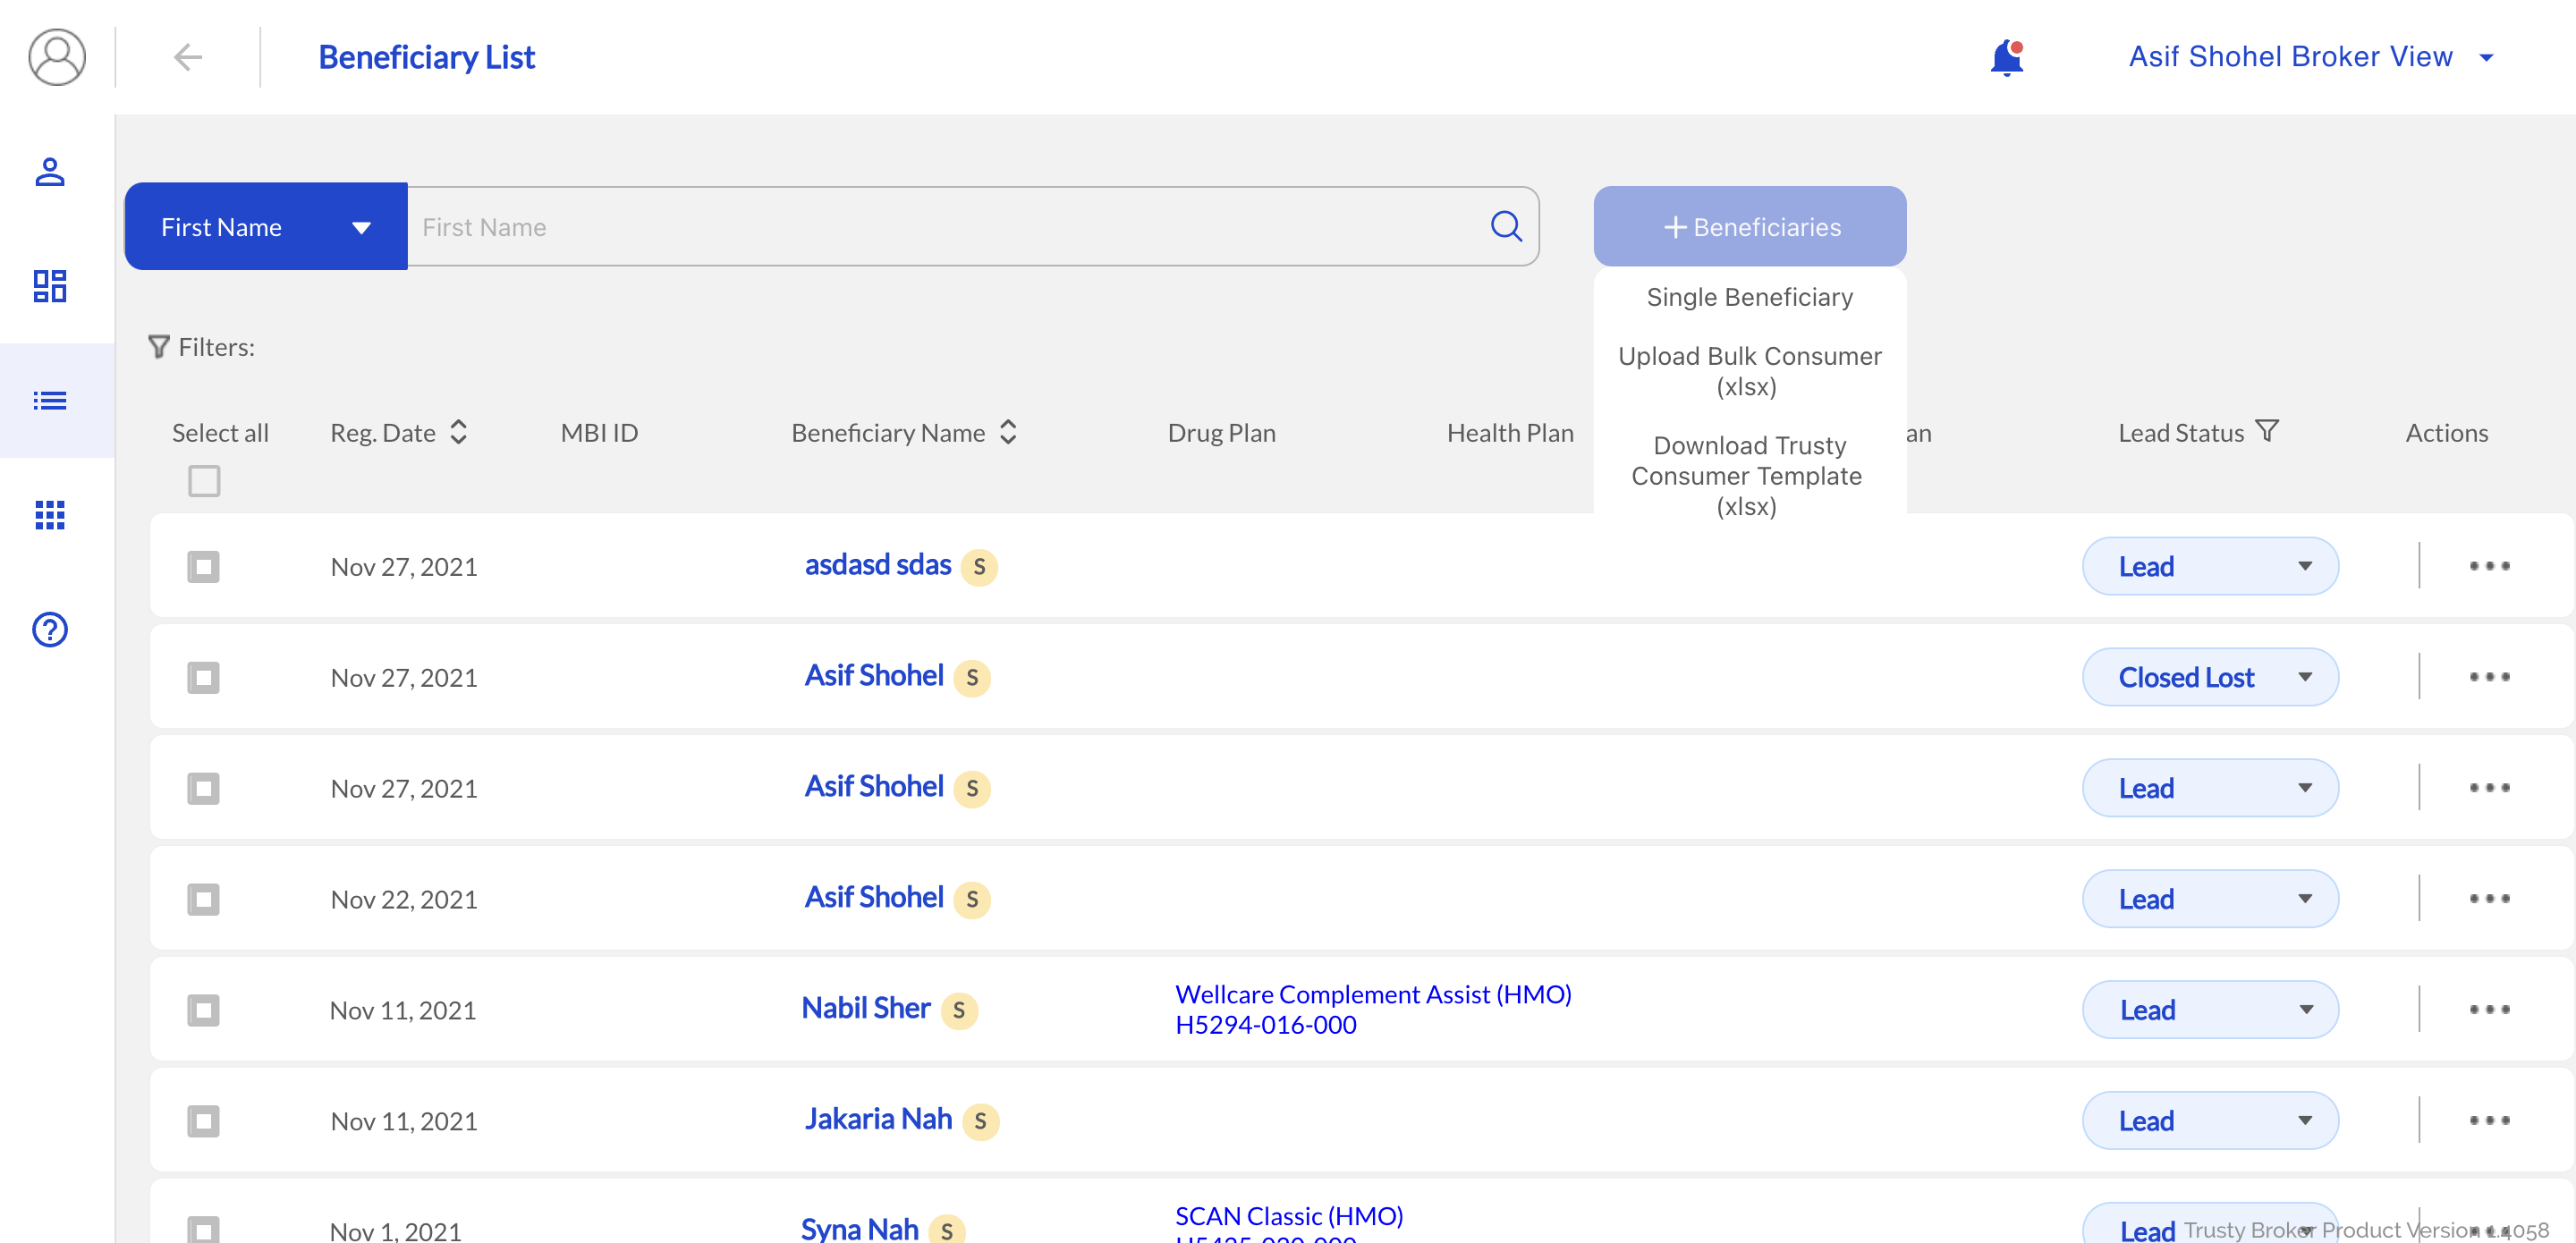 Beneficiary List
Asif Shohel Broker View
First Name
First Name
Beneficiaries
Single Beneficiary
Upload Bulk Consumer
(xlsx)
Download Trusty
Consumer Template
(xlsx)
Filters:
Select all Reg. Date MBI ID Beneficiary Name Drug Plan Health Plan an Lead Status Actions
Nov 27, 2021 asdasd sdas S Lead
Nov 27, 2021 Asif Shohel S Closed Lost
Nov 27, 2021 Asif Shohel S Lead
Nov 22, 2021 Asif Shohel S Lead
Nov 11, 2021 Nabil Sher S Wellcare Complement Assist (HMO) Lead
H5294-016-000
Nov 11, 2021 Jakaria Nah S Lead
Nov 1, 2021 Syna Nah S SCAN Classic (HMO) Lead
Trusty Broker Product Version